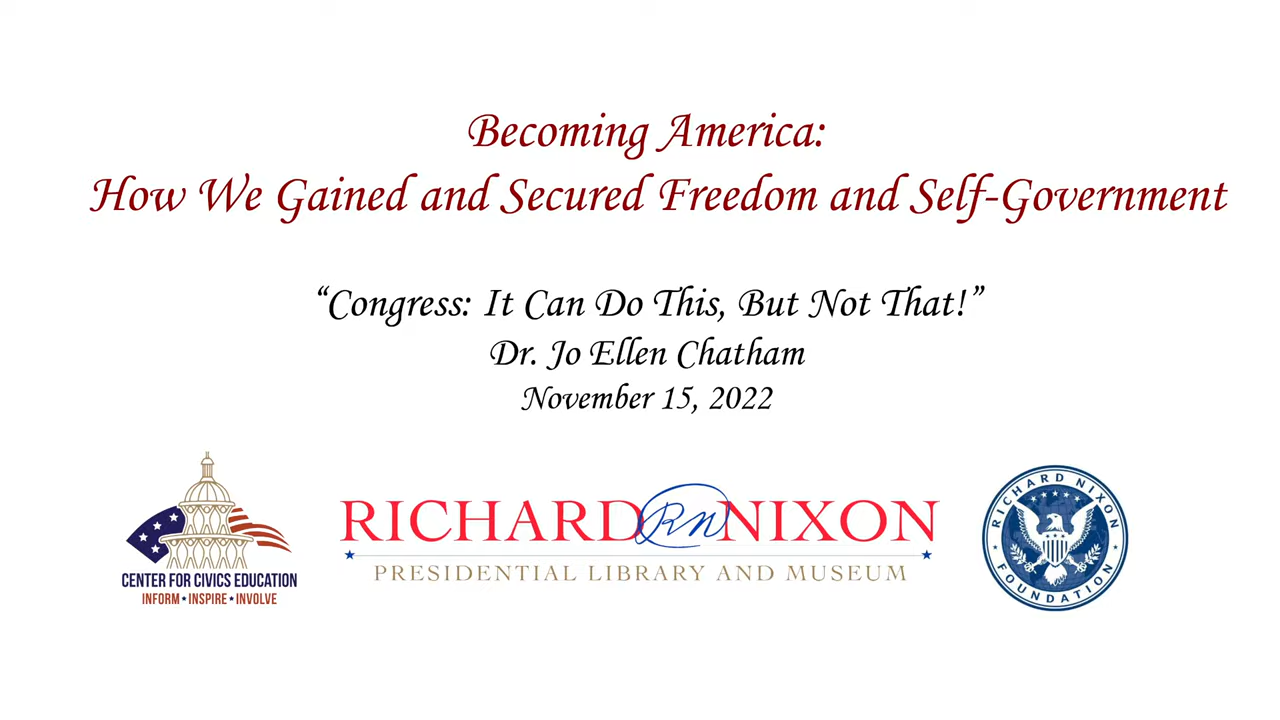 Becoming America:
How We Gained and Secured Freedom and Self-Government
“Congress: It Can Do This, But Not That!”
Dr. Jo Ellen Chatham
November 15, 2022
CENTER FOR CIVICS EDUCATION
INFORM ★ INSPIRE ★ INVOLVE
RICHARD RN NIXON
PRESIDENTIAL LIBRARY AND MUSEUM
RICHARD NIXON
FOUNDATION